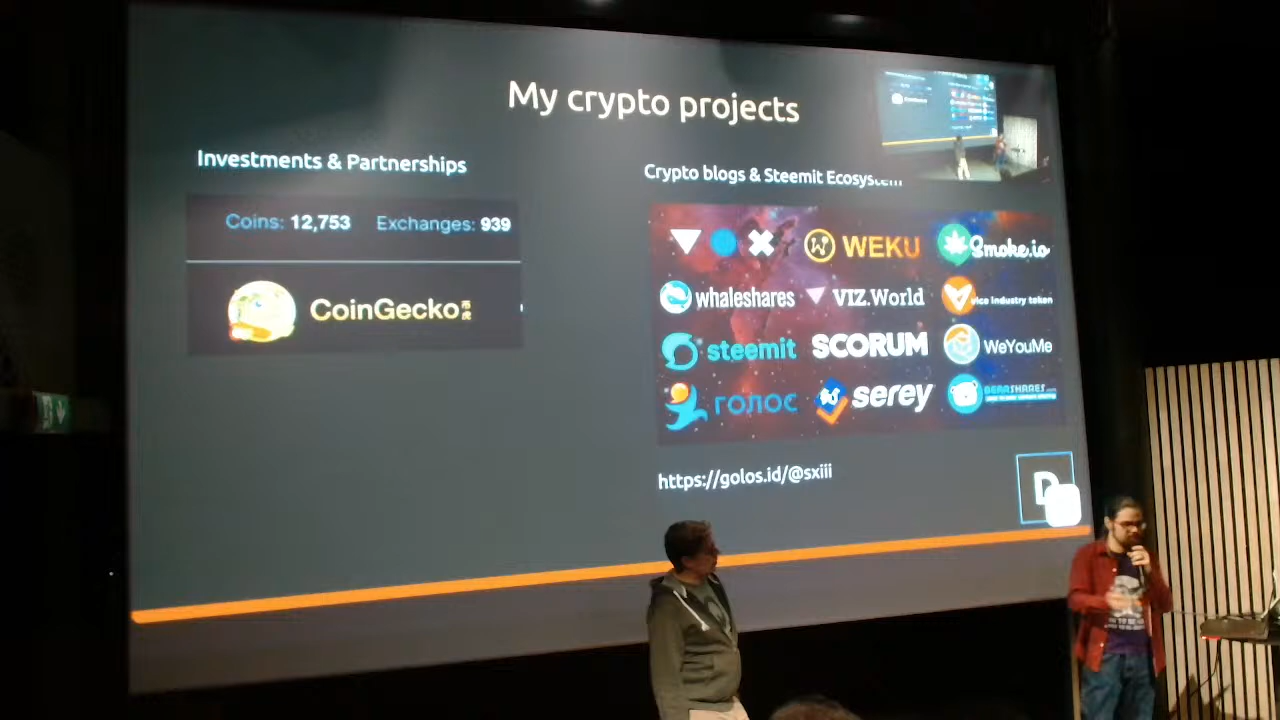 My crypto projects
Investments & Partnerships
Coins: 12,753 Exchanges: 939
CoinGecko
Crypto blogs & Steemit
WEKU
Smoke.io
whaleshares
VIZ.World
vice industry token
steemit
SCORUM
WeYouMe
голос
serey
BEARSHARES
https://golos.id/@sxiii
D